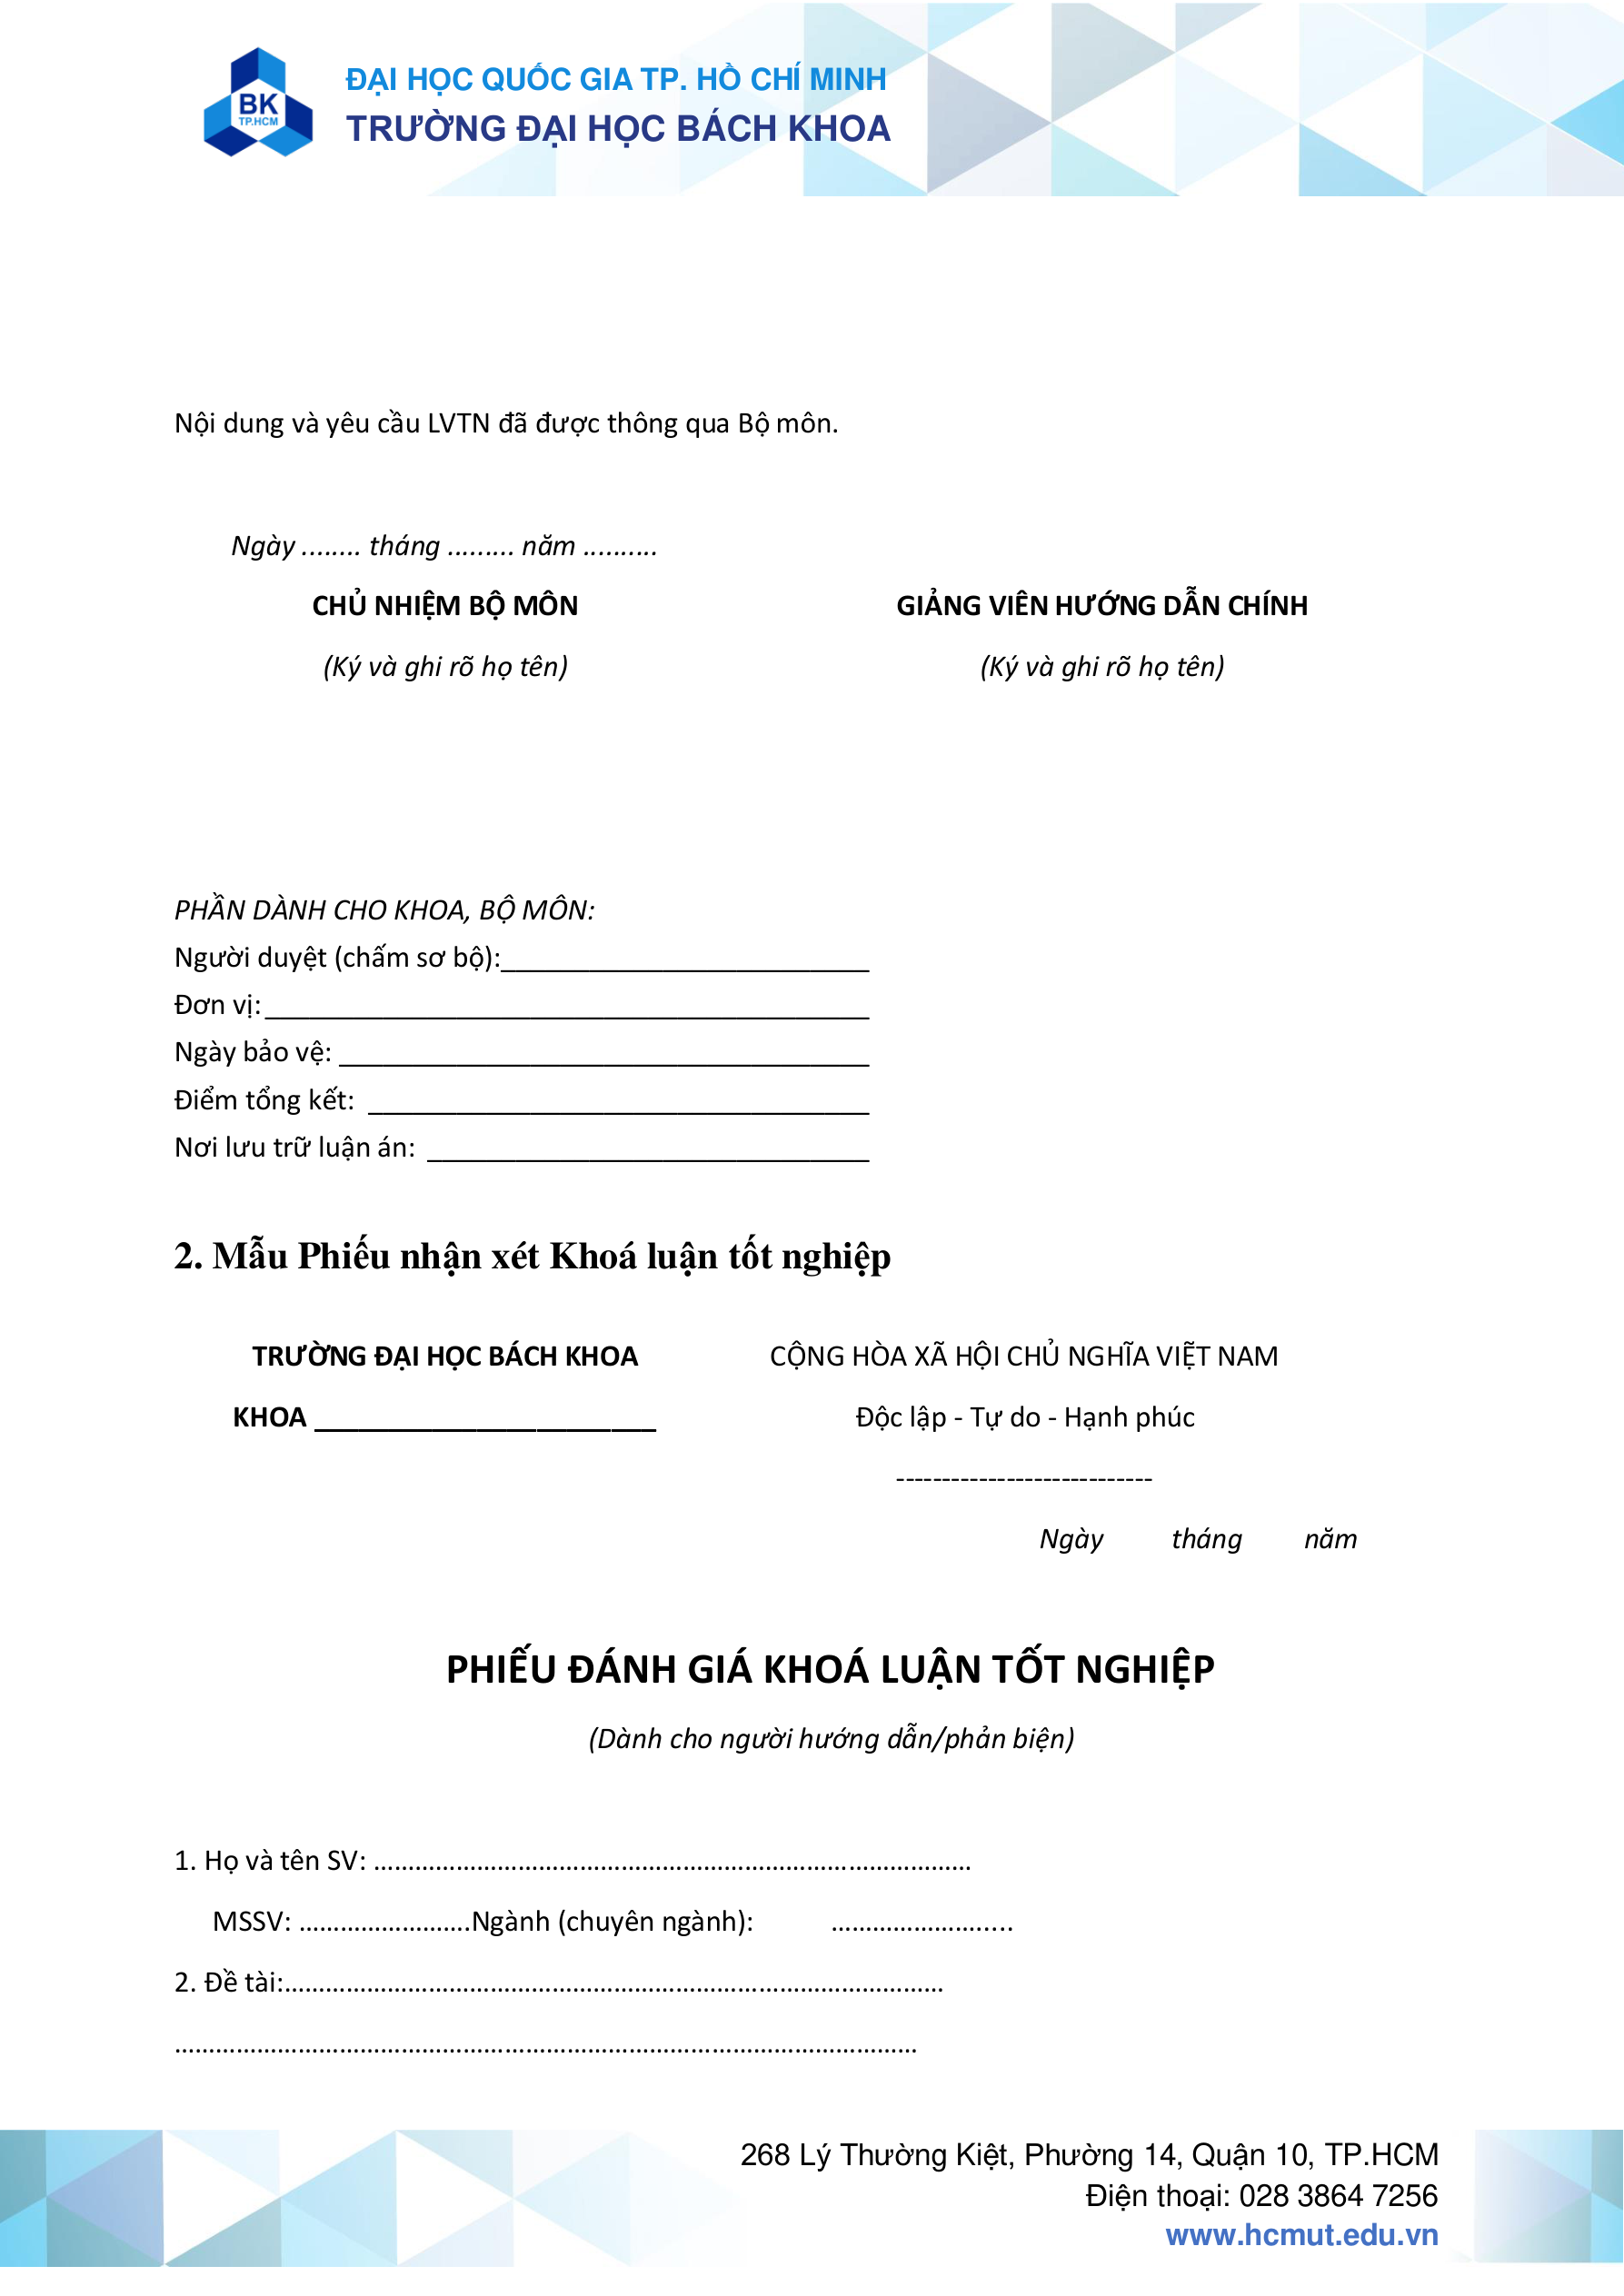 BK
TP.HCM
ĐẠI HỌC QUỐC GIA TP. HỒ CHÍ MINH
TRƯỜNG ĐẠI HỌC BÁCH KHOA
Nội dung và yêu cầu LVTN đã được thông qua Bộ môn.
Ngày ........ tháng ......... năm ..........
CHỦ NHIỆM BỘ MÔN GIẢNG VIÊN HƯỚNG DẪN CHÍNH
(Ký và ghi rõ họ tên) (Ký và ghi rõ họ tên)
PHẦN DÀNH CHO KHOA, BỘ MÔN:
Người duyệt (chấm sơ bộ):_________________________
Đơn vị:_________________________________________
Ngày bảo vệ: ____________________________________
Điểm tổng kết: __________________________________
Nơi lưu trữ luận án: ______________________________
2. Mẫu Phiếu nhận xét Khoá luận tốt nghiệp
TRƯỜNG ĐẠI HỌC BÁCH KHOA CỘNG HÒA XÃ HỘI CHỦ NGHĨA VIỆT NAM
KHOA _______________________ Độc lập - Tự do - Hạnh phúc
----------------------------
Ngày tháng năm
PHIẾU ĐÁNH GIÁ KHOÁ LUẬN TỐT NGHIỆP
(Dành cho người hướng dẫn/phản biện)
1. Họ và tên SV: ……………………………………………………………………………
MSSV: …………………….Ngành (chuyên ngành): …………………….…
2. Đề tài:……………………………………………………………………………………
………………………………………………………………………………………………
268 Lý Thường Kiệt, Phường 14, Quận 10, TP.HCM
Điện thoại: 028 3864 7256
www.hcmut.edu.vn